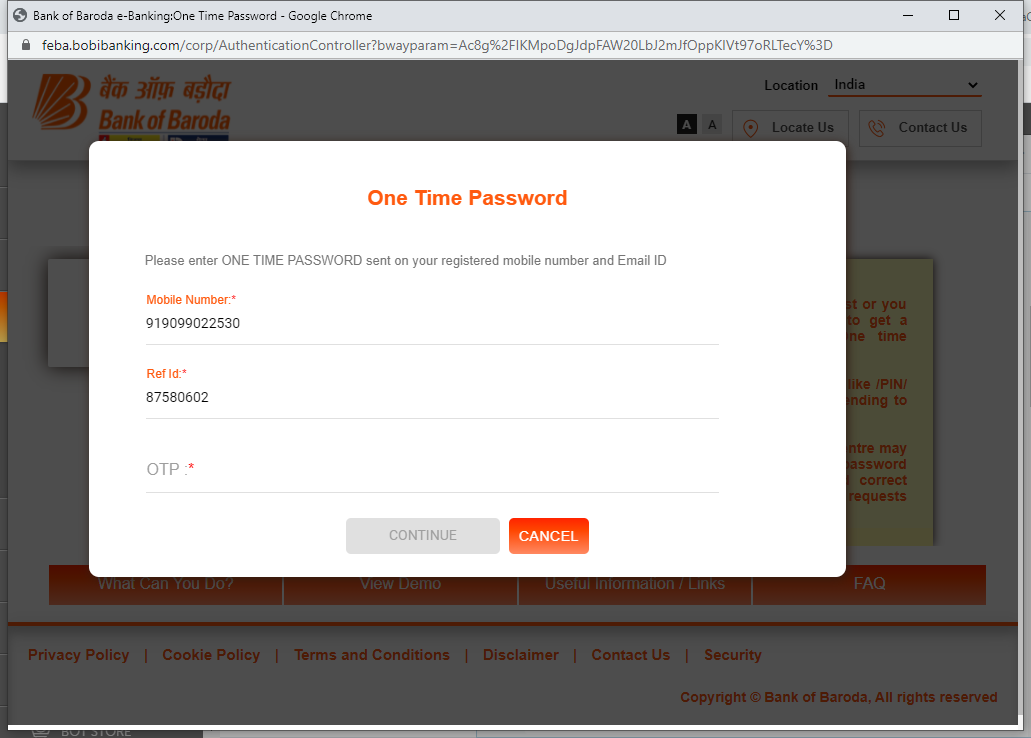 Bank of Baroda e-Banking:One Time Password - Google Chrome
feba.bobibanking.com/corp/AuthenticationController?bwayparam=Ac8g%2FIKMpoDgJdpFAW20LbJ2mJfOppKIVt97oRLTecY%3D
बैंक ऑफ़ बड़ौदा
Bank of Baroda
Location India
A A Locate Us Contact Us
One Time Password
Please enter ONE TIME PASSWORD sent on your registered mobile number and Email ID
Mobile Number:*
919099022530
Ref Id:*
87580602
OTP :*
CONTINUE CANCEL
st or you
to get a
ne time
like /PIN/
ending to
ntre may
password
correct
requests
What Can You Do? View Demo Useful Information / Links FAQ
Privacy Policy | Cookie Policy | Terms and Conditions | Disclaimer | Contact Us | Security
Copyright © Bank of Baroda, All rights reserved
BOT STORE